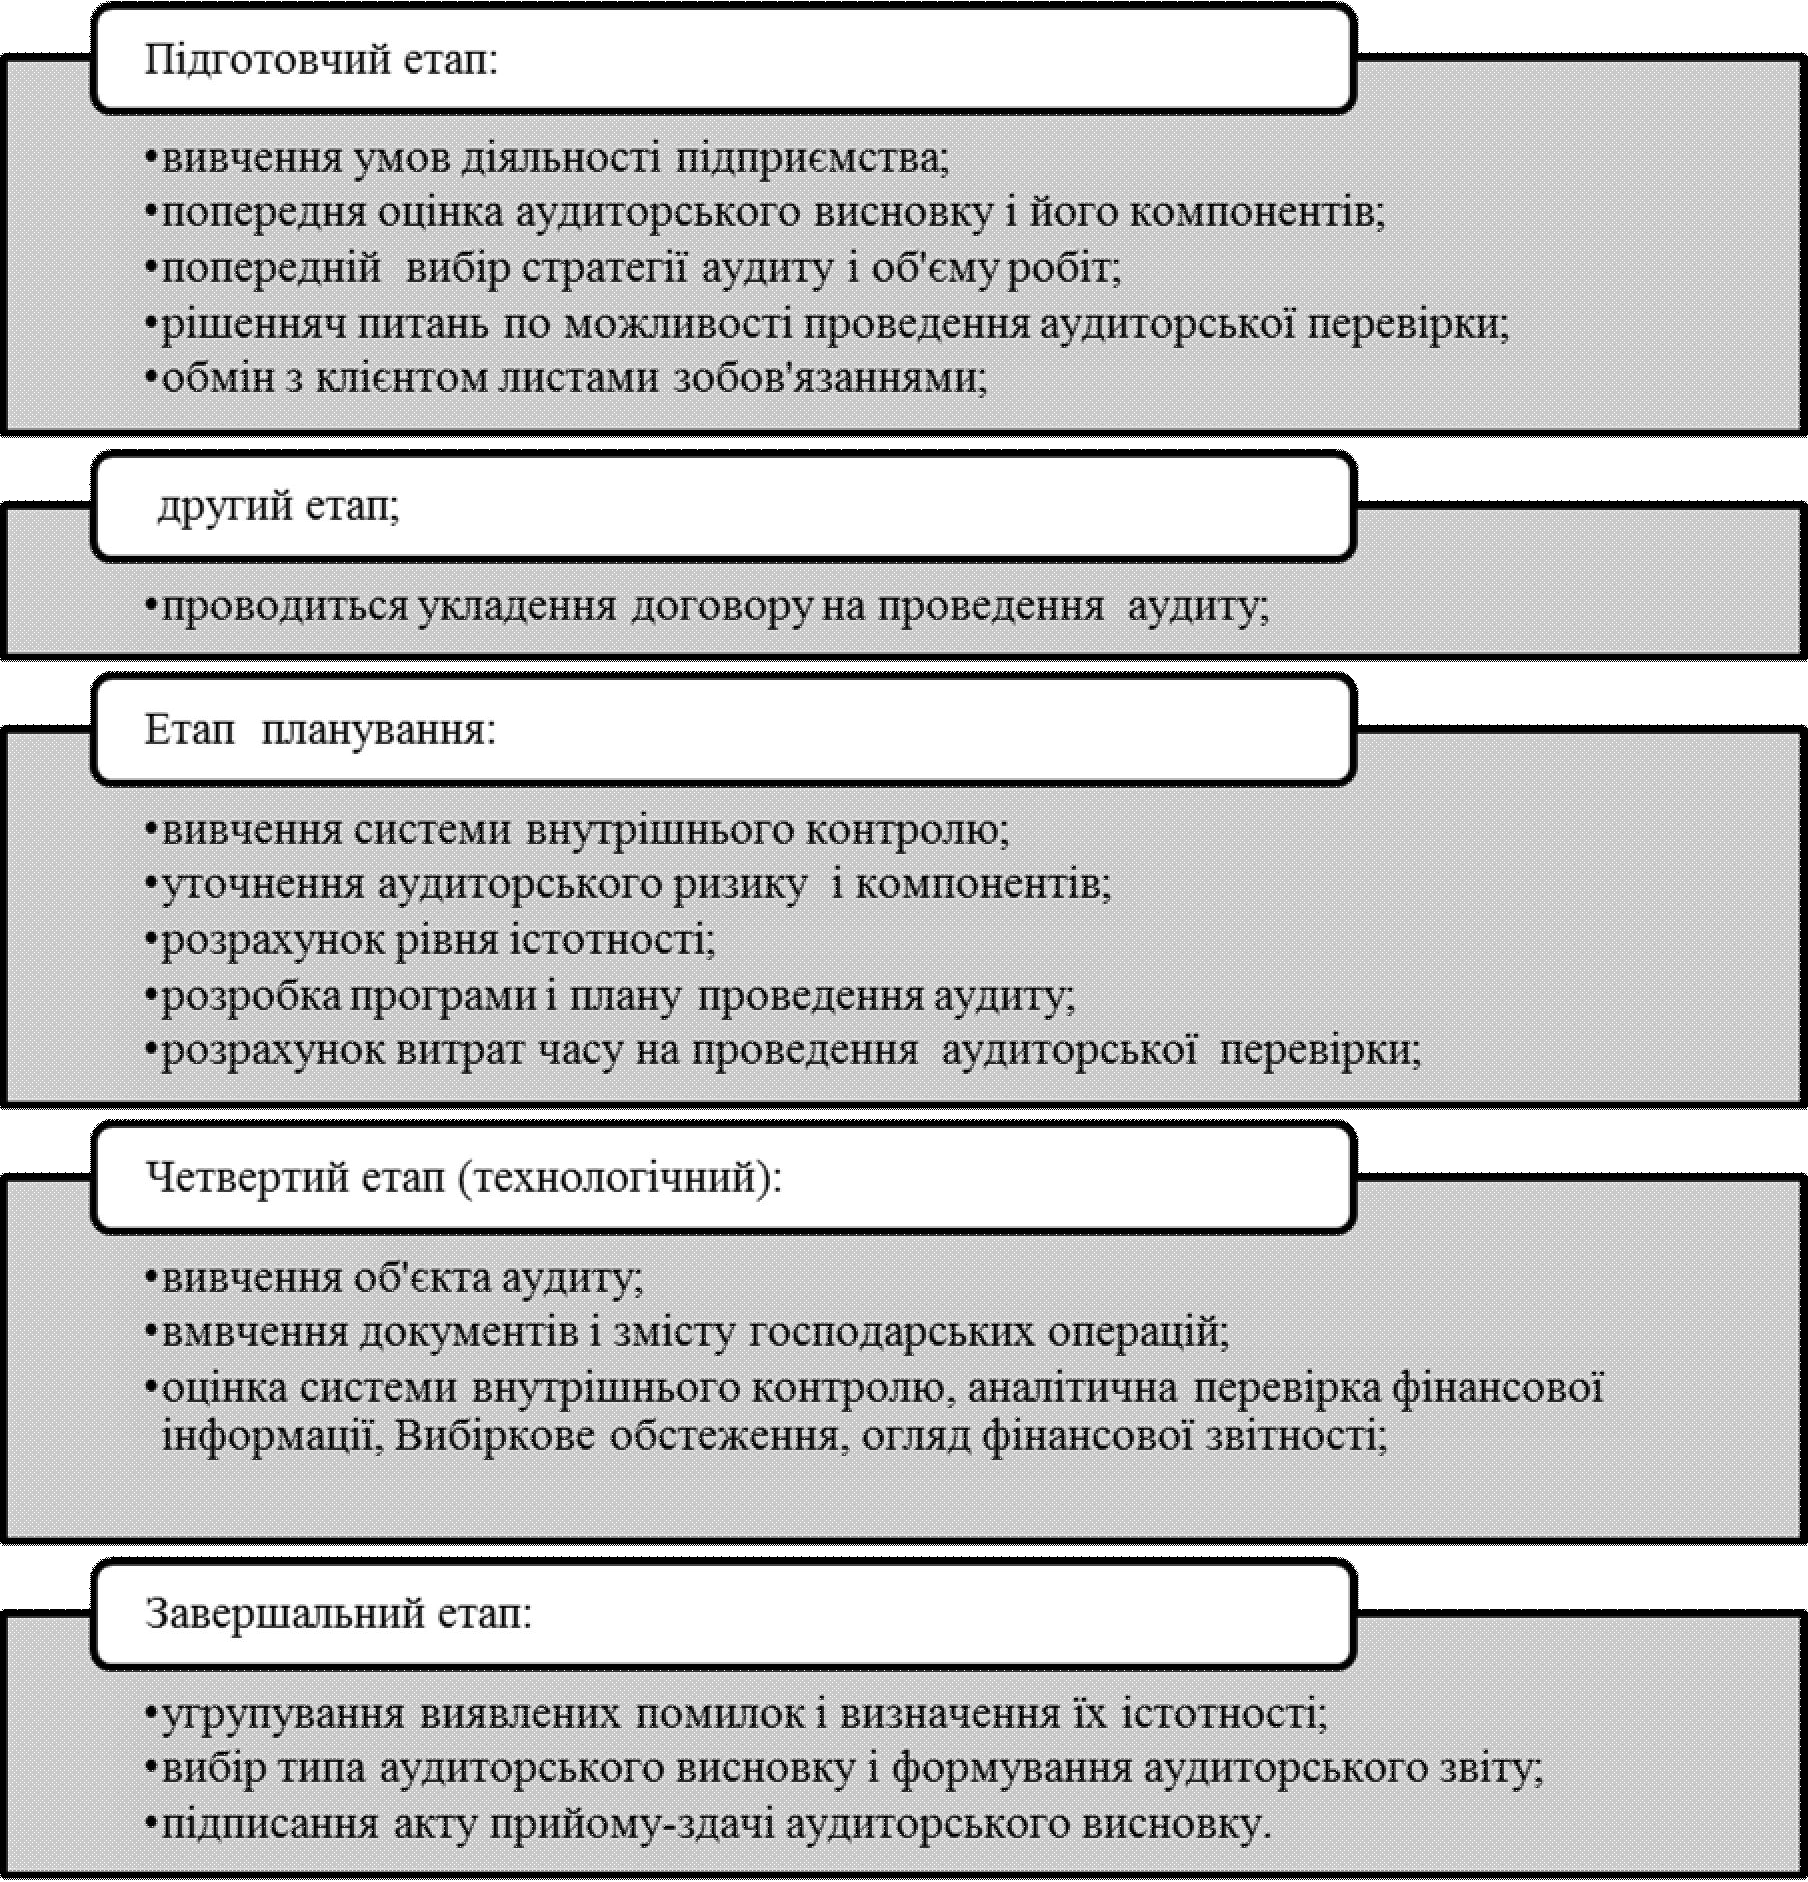 Підготовчий етап:
•вивчення умов діяльності підприємства;
•попередня оцінка аудиторського висновку і його компонентів;
•попередній вибір стратегії аудиту і об'єму робіт;
•рішенняч питань по можливості проведення аудиторської перевірки;
•обмін з клієнтом листами зобов'язаннями;
другий етап;
•проводиться укладення договору на проведення аудиту;
Етап планування:
•вивчення системи внутрішнього контролю;
•уточнення аудиторського ризику і компонентів;
•розрахунок рівня істотності;
•розробка програми і плану проведення аудиту;
•розрахунок витрат часу на проведення аудиторської перевірки;
Четвертий етап (технологічний):
•вивчення об'єкта аудиту;
•вмвчення документів і змісту господарських операцій;
•оцінка системи внутрішнього контролю, аналітична перевірка фінансової
інформації, Вибіркове обстеження, огляд фінансової звітності;
Завершальний етап:
•угрупування виявлених помилок і визначення їх істотності;
•вибір типа аудиторського висновку і формування аудиторського звіту;
•підписання акту прийому-здачі аудиторського висновку.